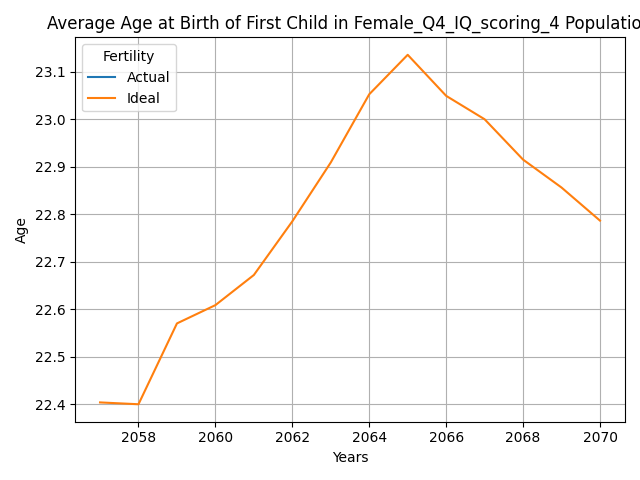 Average Age at Birth of First Child in Female_Q4_IQ_scoring_4 Populatio
Fertility
Actual
Ideal
Age
23.1
23.0
22.9
22.8
22.7
22.6
22.5
22.4
2058 2060 2062 2064 2066 2068 2070
Years